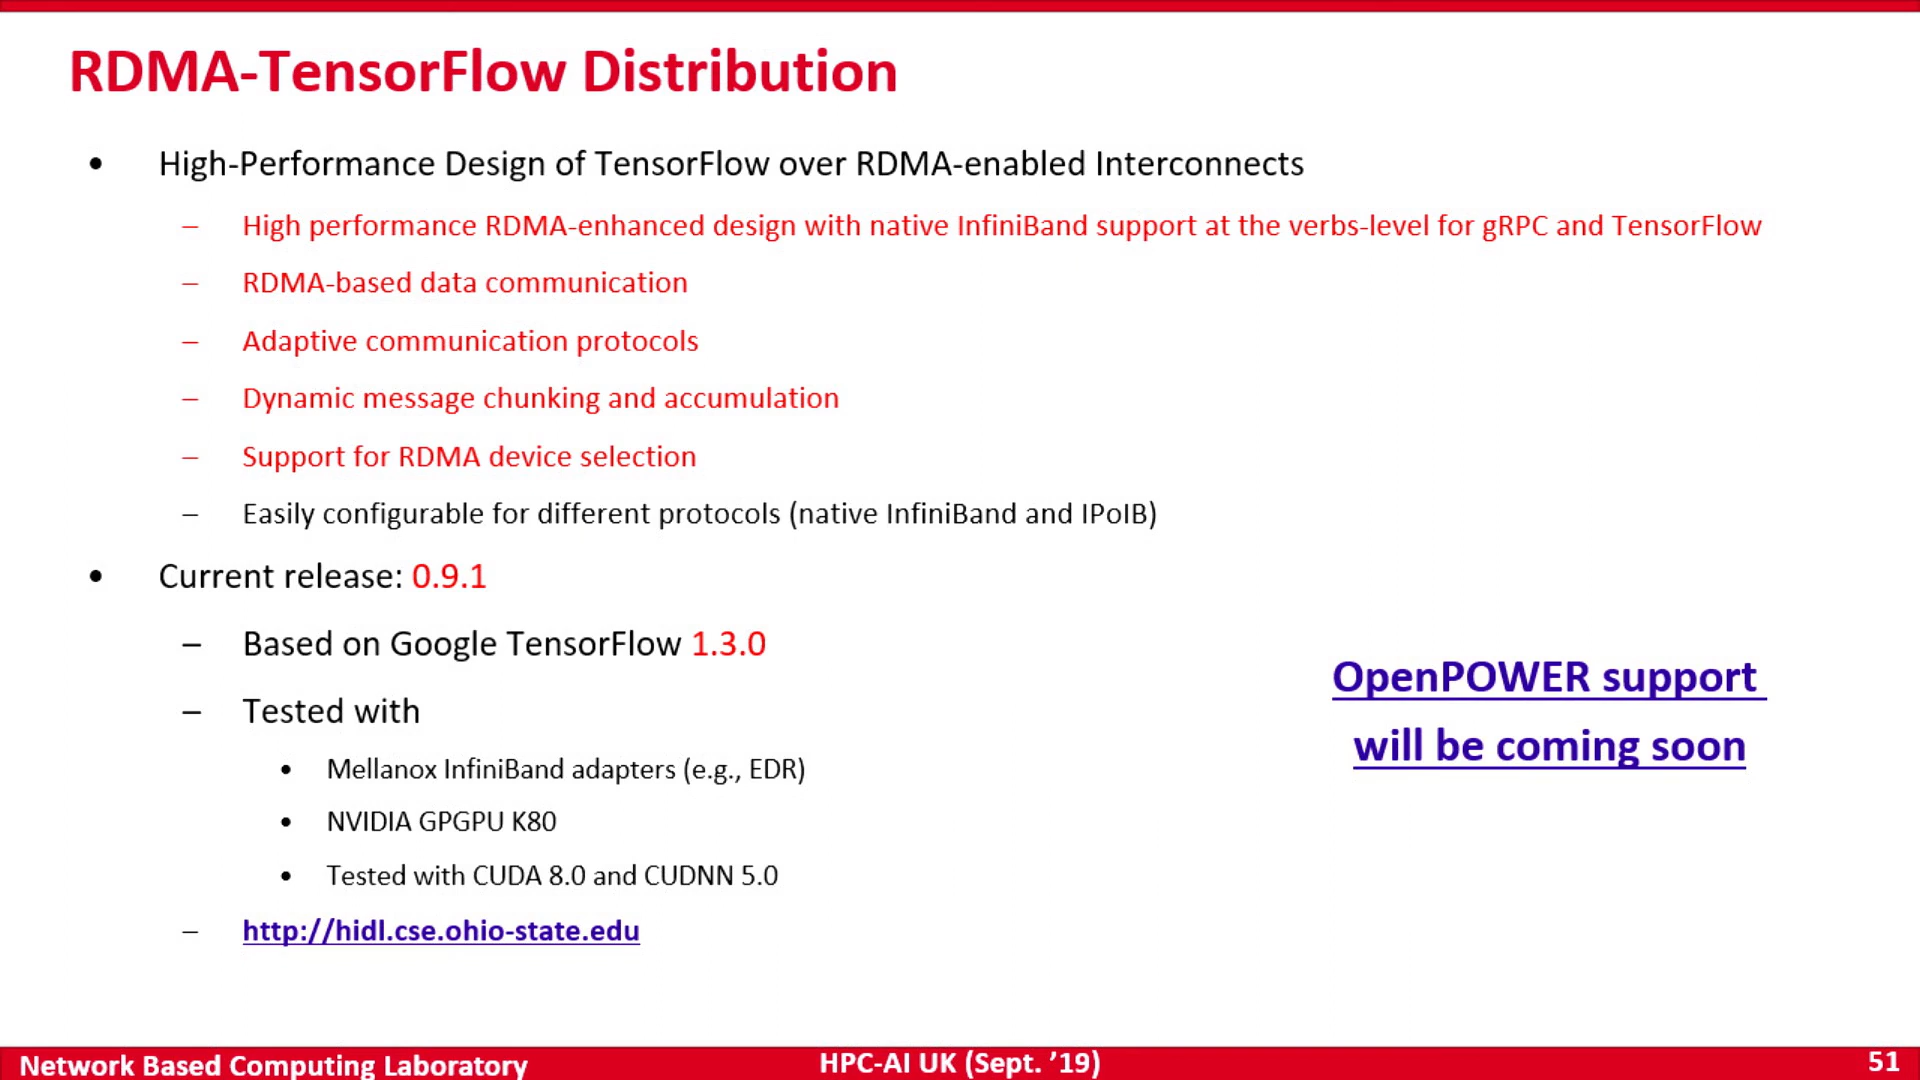 RDMA-TensorFlow Distribution
• High-Performance Design of TensorFlow over RDMA-enabled Interconnects
– High performance RDMA-enhanced design with native InfiniBand support at the verbs-level for gRPC and TensorFlow
– RDMA-based data communication
– Adaptive communication protocols
– Dynamic message chunking and accumulation
– Support for RDMA device selection
– Easily configurable for different protocols (native InfiniBand and IPoIB)
• Current release: 0.9.1
– Based on Google TensorFlow 1.3.0
– Tested with
• Mellanox InfiniBand adapters (e.g., EDR)
• NVIDIA GPGPU K80
• Tested with CUDA 8.0 and CUDNN 5.0
– http://hidl.cse.ohio-state.edu
OpenPOWER support
will be coming soon
Network Based Computing Laboratory
HPC-AI UK (Sept. ’19)
51